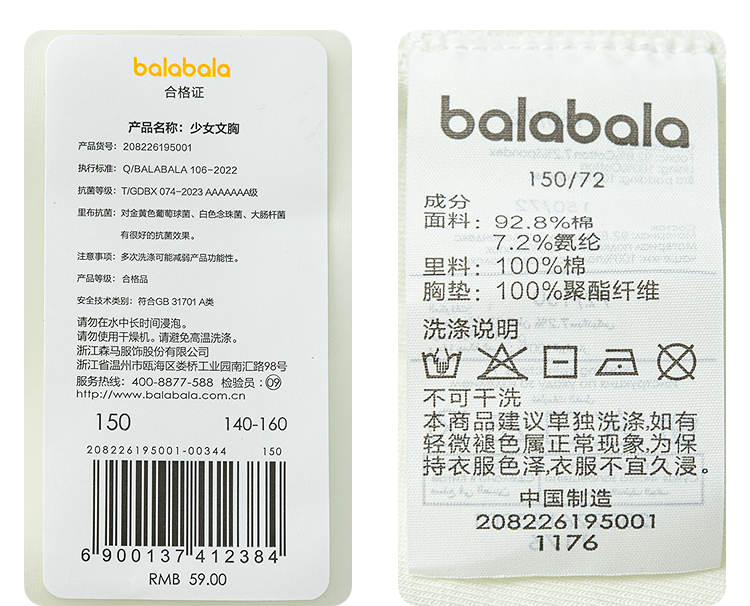 balabala
合格证
产品名称：少女文胸
产品货号：208226195001
执行标准：Q/BALABALA 106-2022
抗菌等级：T/GDBX 074-2023 AAAAAAA级
里布抗菌：对金黄色葡萄球菌、白色念珠菌、大肠杆菌
有很好的抗菌效果。
注意事项：多次洗涤可能减弱产品功能性。
产品等级：合格品
安全技术类别：符合GB 31701 A类
请勿在水中长时间浸泡。
请勿使用干燥机。请避免高温洗涤。
浙江森马服饰股份有限公司
浙江省温州市瓯海区娄桥工业园南汇路98号
服务热线：400-8877-588 检验员：09
http://www.balabala.com.cn
150 140-160
208226195001-00344 150
6 900137 412384
RMB 59.00
balabala
150/72
成分
面料：92.8%棉
7.2%氨纶
里料：100%棉
胸垫：100%聚酯纤维
洗涤说明
不可干洗
本商品建议单独洗涤,如有
轻微褪色属正常现象,为保
持衣服色泽,衣服不宜久浸。
中国制造
208226195001
1176